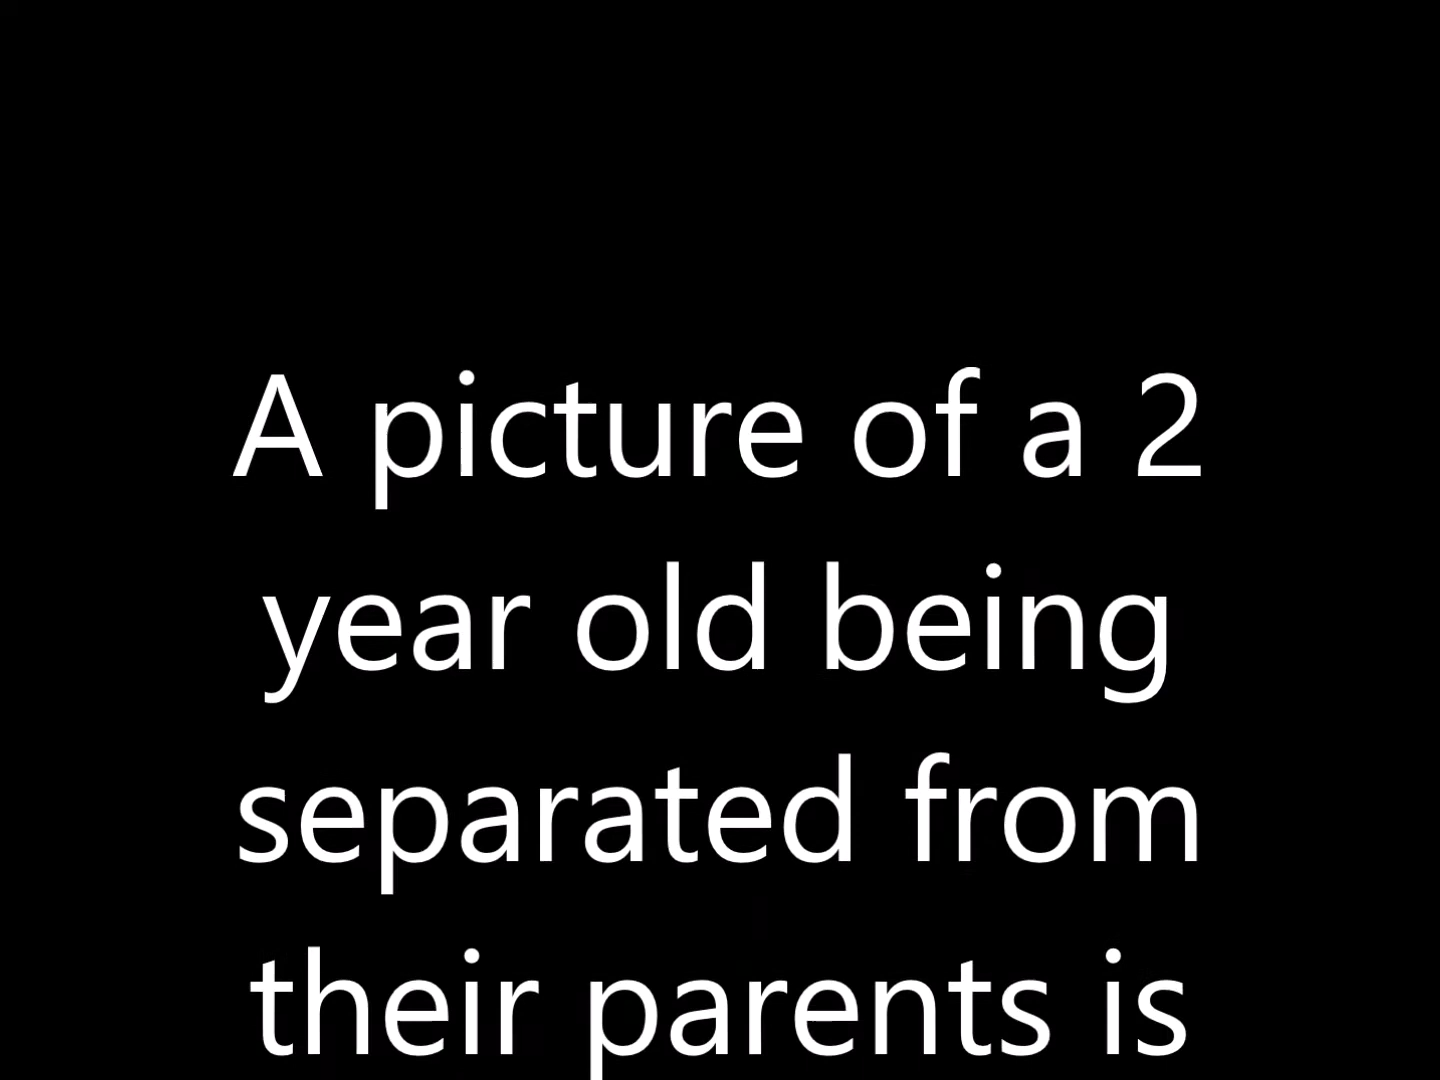 A picture of a 2
year old being
separated from
their parents is